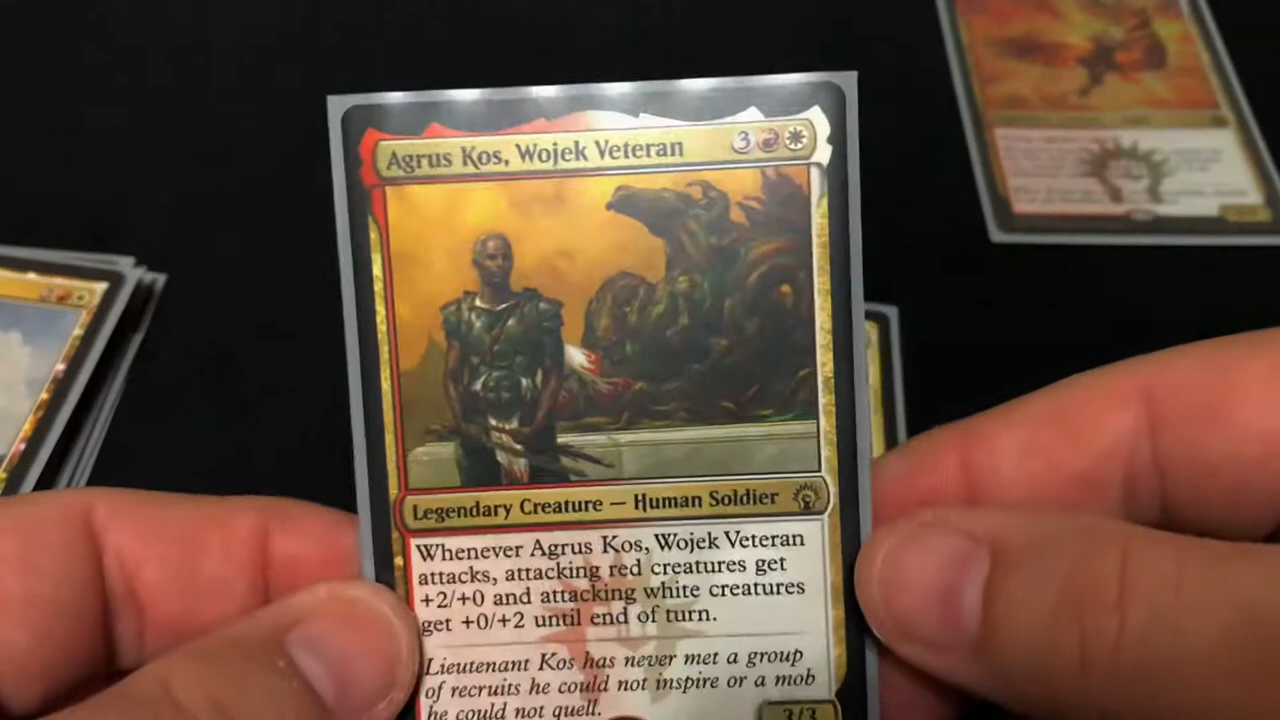 Agrus Kos, Wojek Veteran 3
Legendary Creature — Human Soldier
Whenever Agrus Kos, Wojek Veteran
attacks, attacking red creatures get
+2/+0 and attacking white creatures
get +0/+2 until end of turn.
Lieutenant Kos has never met a group
of recruits he could not inspire or a mob
he could not quell.
3/3